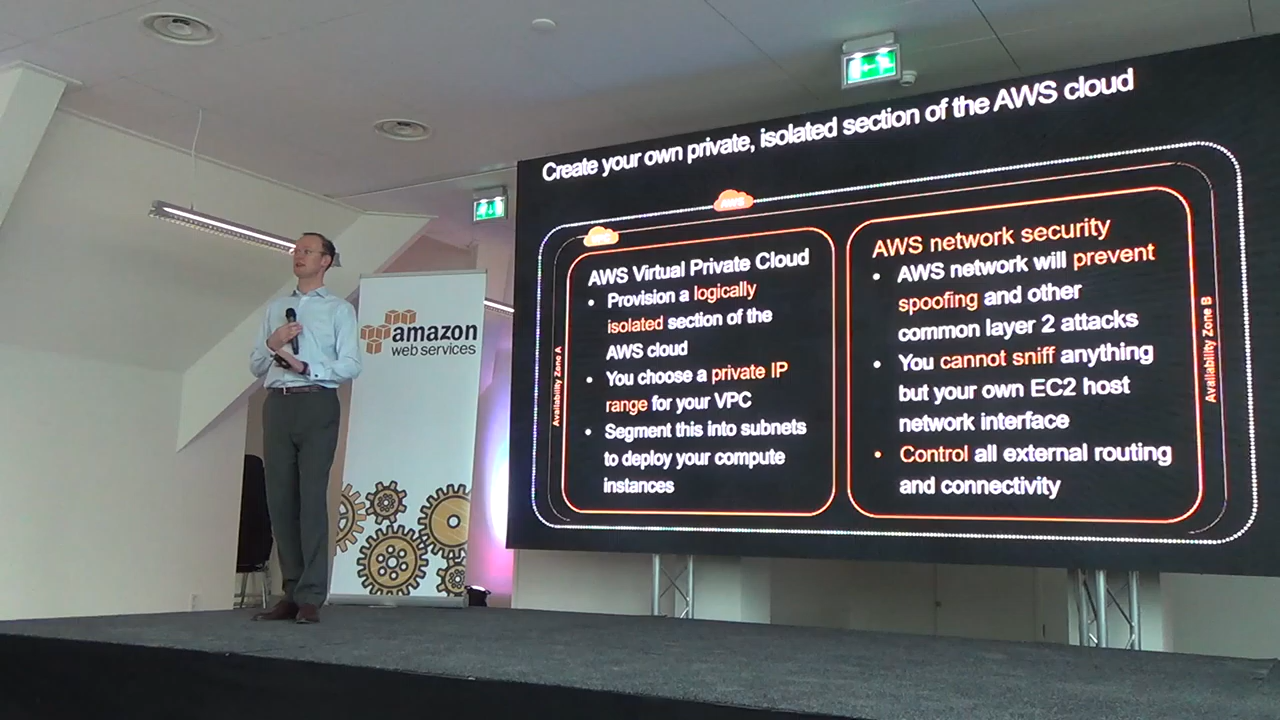 Create your own private, isolated section of the AWS cloud
AWS
VPC
AWS Virtual Private Cloud
• Provision a logically
isolated section of the
AWS cloud
• You choose a private IP
range for your VPC
• Segment this into subnets
to deploy your compute
instances
Availability Zone A
AWS network security
• AWS network will prevent
spoofing and other
common layer 2 attacks
• You cannot sniff anything
but your own EC2 host
network interface
• Control all external routing
and connectivity
Availability Zone B
amazon
web services